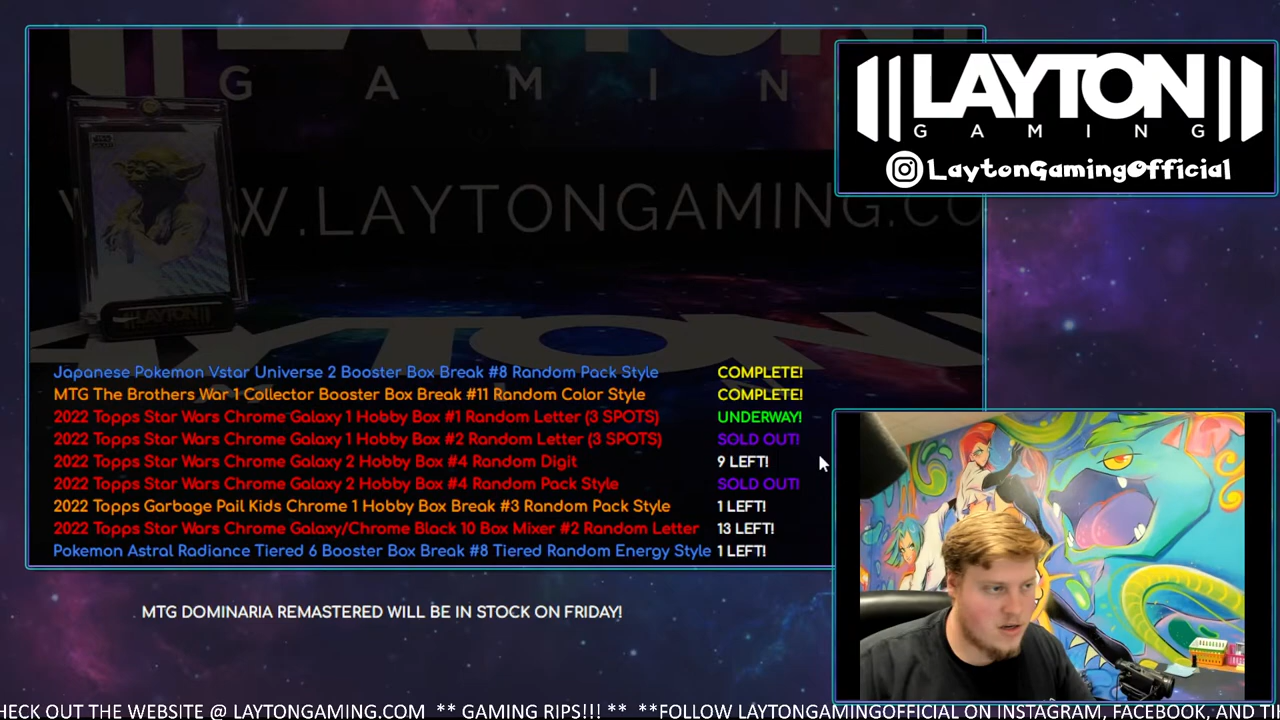 LAYTON
GAMING
LaytonGamingOfficial
GAMIN
WWW.LAYTONGAMING.CO
LAYTON
Japanese Pokemon Vstar Universe 2 Booster Box Break #8 Random Pack Style COMPLETE!
MTG The Brothers War 1 Collector Booster Box Break #11 Random Color Style COMPLETE!
2022 Topps Star Wars Chrome Galaxy 1 Hobby Box #1 Random Letter (3 SPOTS) UNDERWAY!
2022 Topps Star Wars Chrome Galaxy 1 Hobby Box #2 Random Letter (3 SPOTS) SOLD OUT!
2022 Topps Star Wars Chrome Galaxy 2 Hobby Box #4 Random Digit 9 LEFT!
2022 Topps Star Wars Chrome Galaxy 2 Hobby Box #4 Random Pack Style SOLD OUT!
2022 Topps Garbage Pail Kids Chrome 1 Hobby Box Break #3 Random Pack Style 1 LEFT!
2022 Topps Star Wars Chrome Galaxy/Chrome Black 10 Box Mixer #2 Random Letter 13 LEFT!
Pokemon Astral Radiance Tiered 6 Booster Box Break #8 Tiered Random Energy Style 1 LEFT!
MTG DOMINARIA REMASTERED WILL BE IN STOCK ON FRIDAY!
HECK OUT THE WEBSITE @ LAYTONGAMING.COM ** GAMING RIPS!!! ** **FOLLOW LAYTONGAMINGOFFICIAL ON INSTAGRAM, FACEBOOK, AND TI